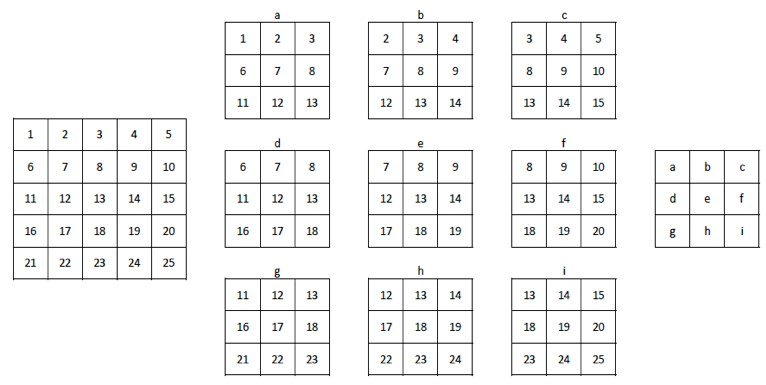 a b c
1 2 3 2 3 4 3 4 5
6 7 8 7 8 9 8 9 10
11 12 13 12 13 14 13 14 15
1 2 3 4 5
6 7 8 9 10
11 12 13 14 15
16 17 18 19 20
21 22 23 24 25
d e f
6 7 8 7 8 9 8 9 10
11 12 13 12 13 14 13 14 15
16 17 18 17 18 19 18 19 20
a b c
d e f
g h i
g h i
11 12 13 12 13 14 13 14 15
16 17 18 17 18 19 18 19 20
21 22 23 22 23 24 23 24 25